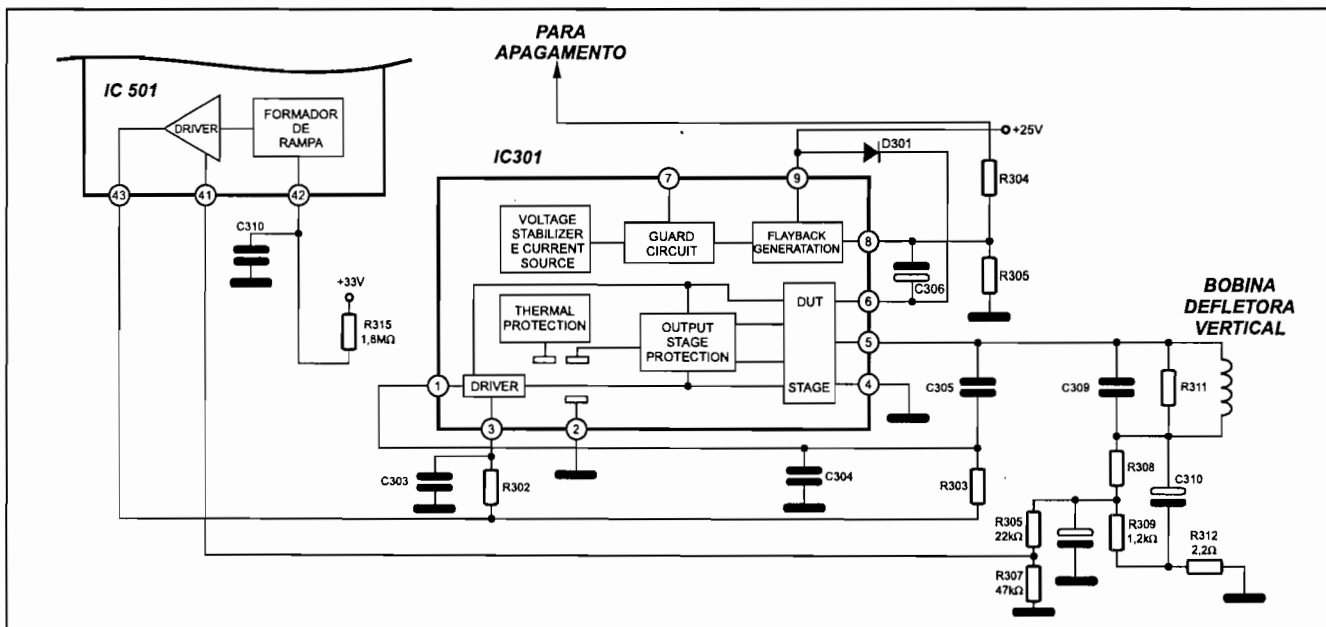 PARA
APAGAMENTO
IC 501
DRIVER
FORMADOR
DE
RAMPA
43
41
42
C310
+33V
R315
1,8MΩ
IC301
7
9
+25V
D301
R304
VOLTAGE
STABILIZER
E CURRENT
SOURCE
GUARD
CIRCUIT
FLAYBACK
GENERATATION
8
C306
R305
6
THERMAL
PROTECTION
OUTPUT
STAGE
PROTECTION
DUT
STAGE
5
4
1
DRIVER
3
2
BOBINA
DEFLETORA
VERTICAL
C305
C309
R311
C303
R302
C304
R303
R308
C310
R305
22kΩ
R309
1,2kΩ
R312
2,2Ω
R307
47kΩ